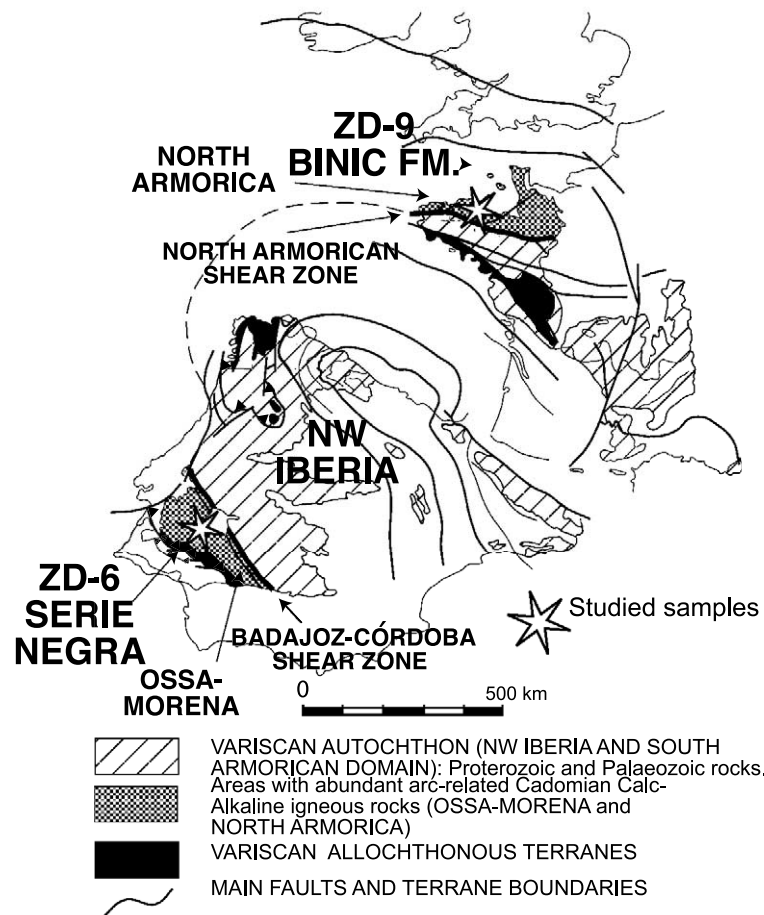 ZD-9
BINIC FM.
NORTH
ARMORICA
NORTH ARMORICAN
SHEAR ZONE
NW
IBERIA
ZD-6
SERIE
NEGRA
Studied samples
BADAJOZ-CÓRDOBA
SHEAR ZONE
OSSA-
MORENA
0
500 km
VARISCAN AUTOCHTHON (NW IBERIA AND SOUTH
ARMORICAN DOMAIN): Proterozoic and Palaeozoic rocks.
Areas with abundant arc-related Cadomian Calc-
Alkaline igneous rocks (OSSA-MORENA and
NORTH ARMORICA)
VARISCAN ALLOCHTHONOUS TERRANES
MAIN FAULTS AND TERRANE BOUNDARIES